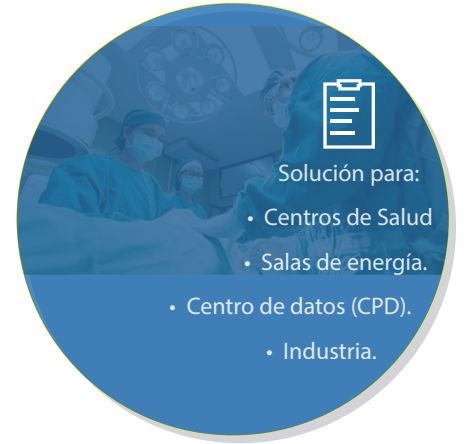 Solución para:
• Centros de Salud
• Salas de energía.
• Centro de datos (CPD).
• Industria.